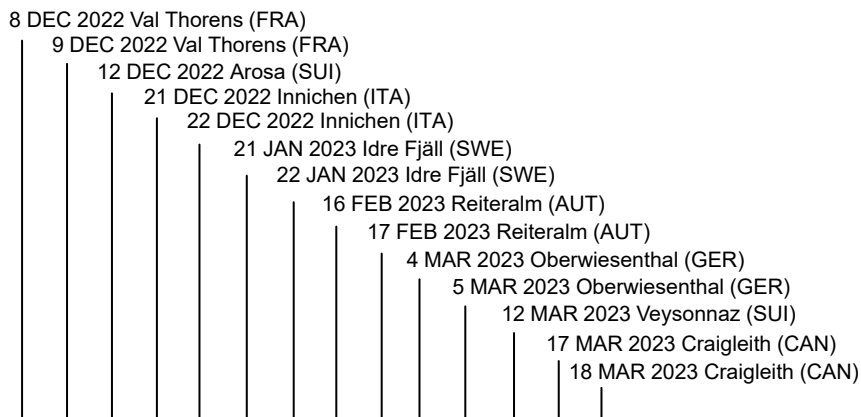 8 DEC 2022 Val Thorens (FRA)
9 DEC 2022 Val Thorens (FRA)
12 DEC 2022 Arosa (SUI)
21 DEC 2022 Innichen (ITA)
22 DEC 2022 Innichen (ITA)
21 JAN 2023 Idre Fjäll (SWE)
22 JAN 2023 Idre Fjäll (SWE)
16 FEB 2023 Reiteralm (AUT)
17 FEB 2023 Reiteralm (AUT)
4 MAR 2023 Oberwiesenthal (GER)
5 MAR 2023 Oberwiesenthal (GER)
12 MAR 2023 Veysonnaz (SUI)
17 MAR 2023 Craigleith (CAN)
18 MAR 2023 Craigleith (CAN)